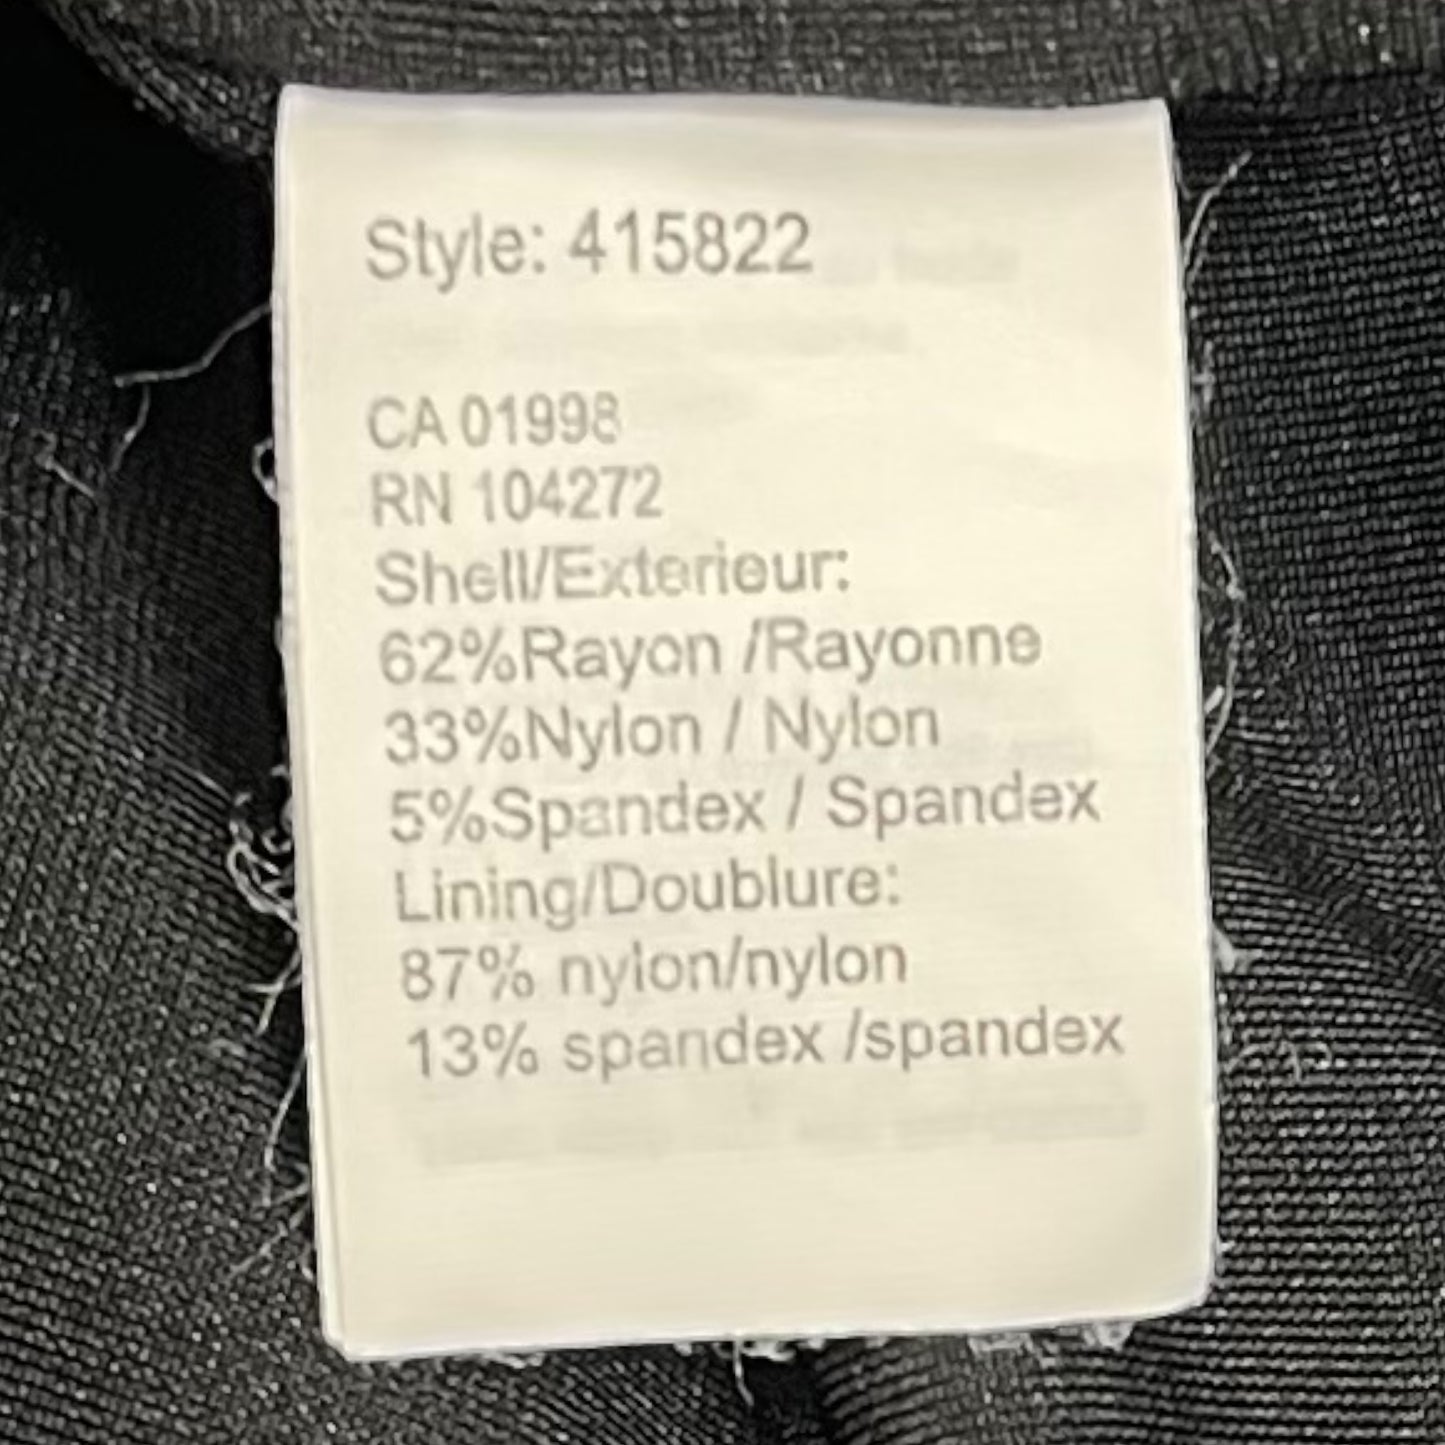 Style: 415822
CA 01998
RN 104272
Shell/Exterieur:
62%Rayon /Rayonne
33%Nylon / Nylon
5%Spandex / Spandex
Lining/Doublure:
87% nylon/nylon
13% spandex /spandex